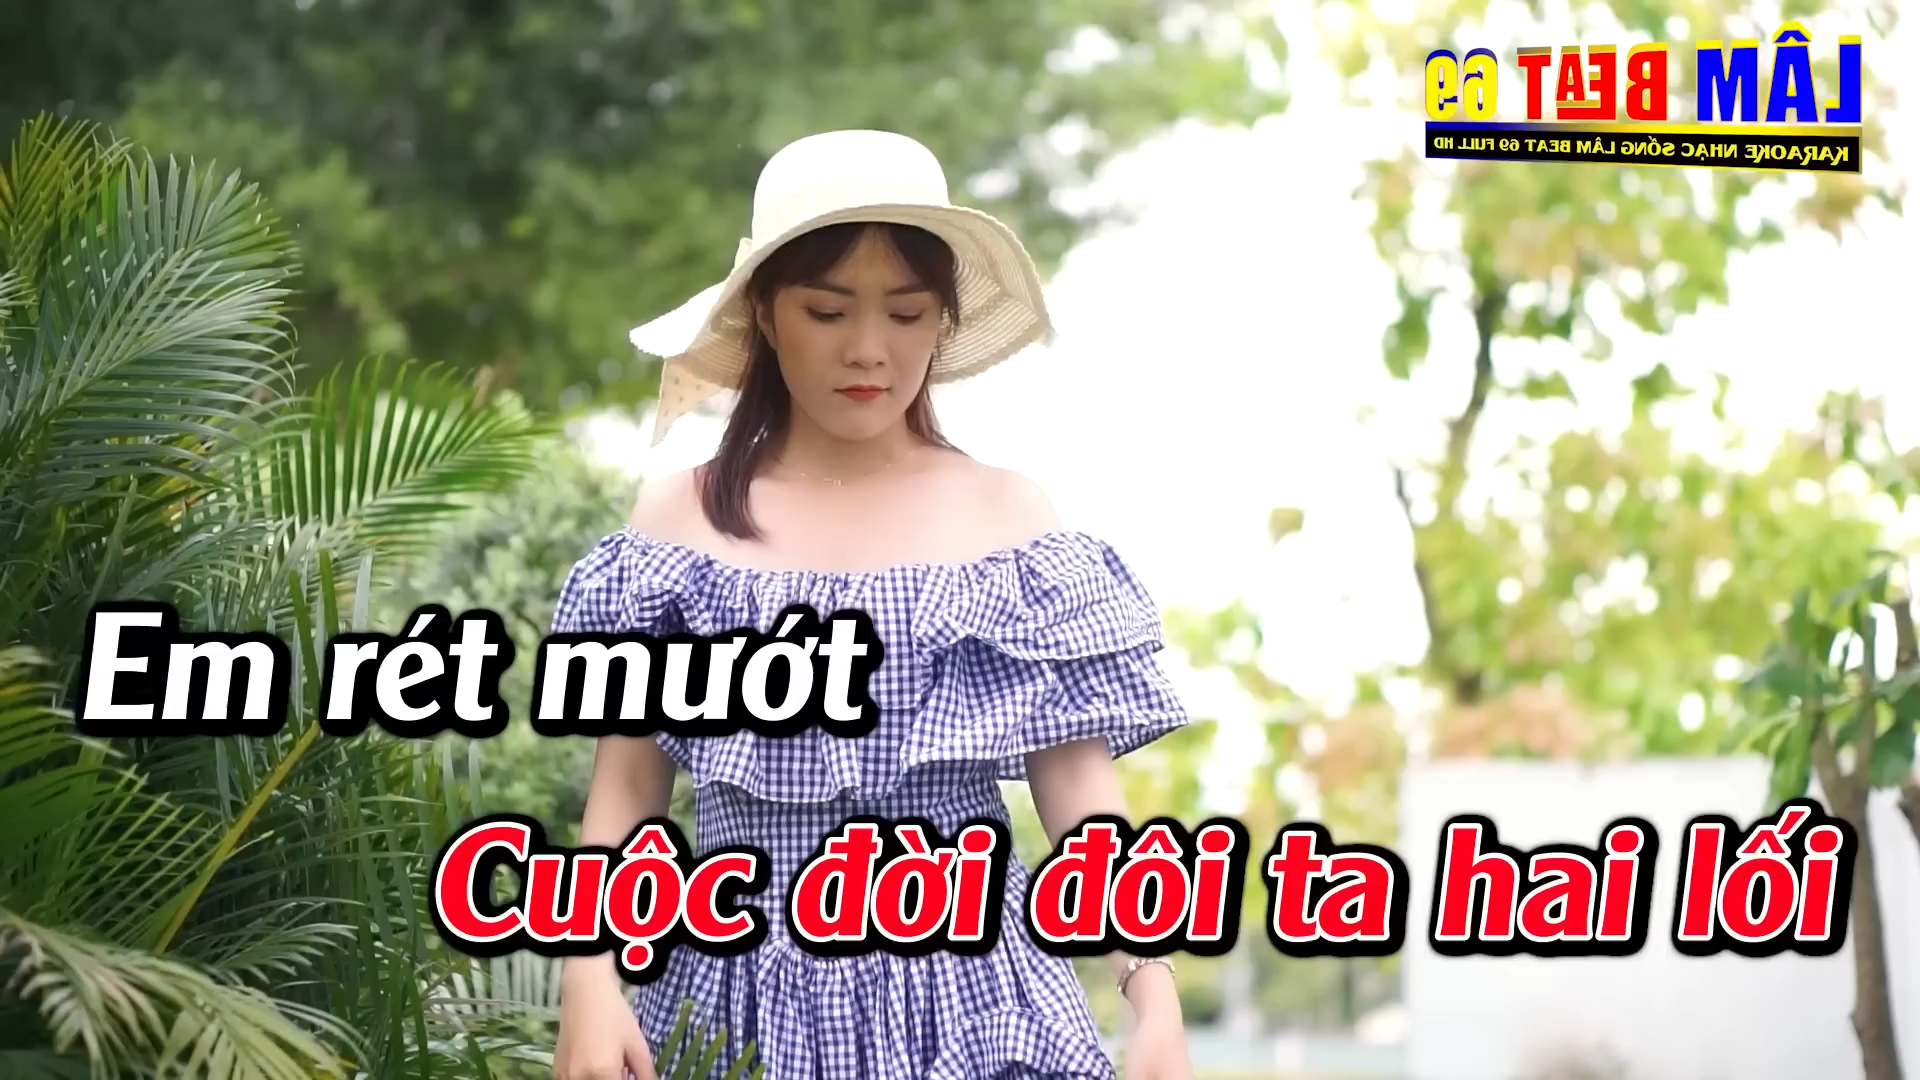 LÂM BEAT 69
KARAOKE NHẠC SỐNG LÂM BEAT 69 FULL HD
Em rét mướt
Cuộc đời đôi ta hai lối